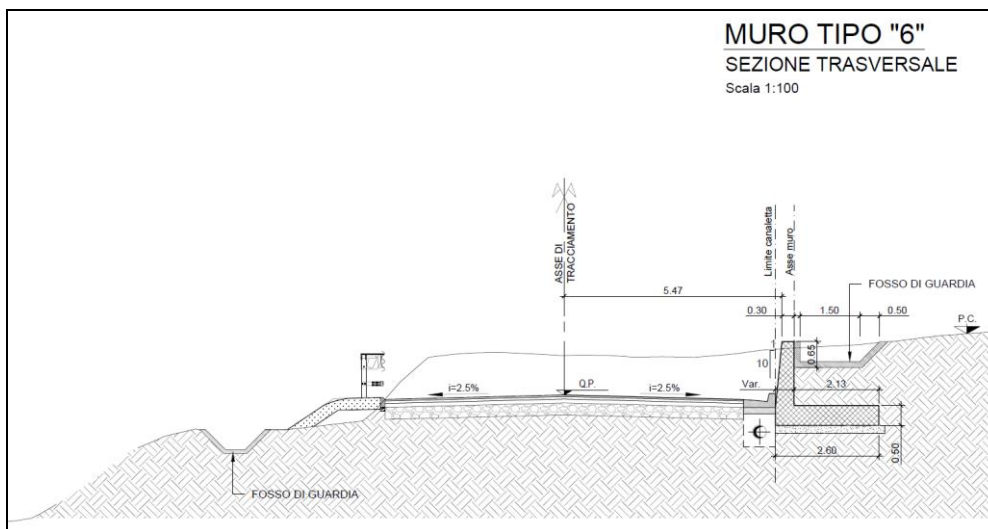 MURO TIPO "6"
SEZIONE TRASVERSALE
Scala 1:100
ASSE DI
TRACCIAMENTO
Limite canaletta
Asse muro
5.47
FOSSO DI GUARDIA
0.30
1.50
0.50
P.C.
1
10
0.65
i=2.5%
Q.P.
i=2.5%
Var.
2.13
2.60
0.50
FOSSO DI GUARDIA